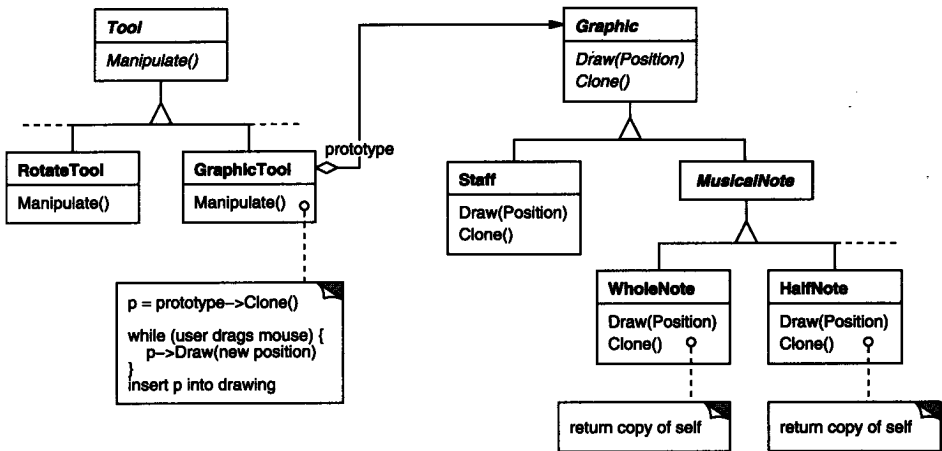 Tool
Manipulate()
Graphic
Draw(Position)
Clone()
prototype
RotateTool
Manipulate()
GraphicTool
Manipulate()
Staff
Draw(Position)
Clone()
MusicalNote
p = prototype–>Clone()
while (user drags mouse) {
p–>Draw(new position)
}
insert p into drawing
WholeNote
Draw(Position)
Clone()
HalfNote
Draw(Position)
Clone()
return copy of self
return copy of self